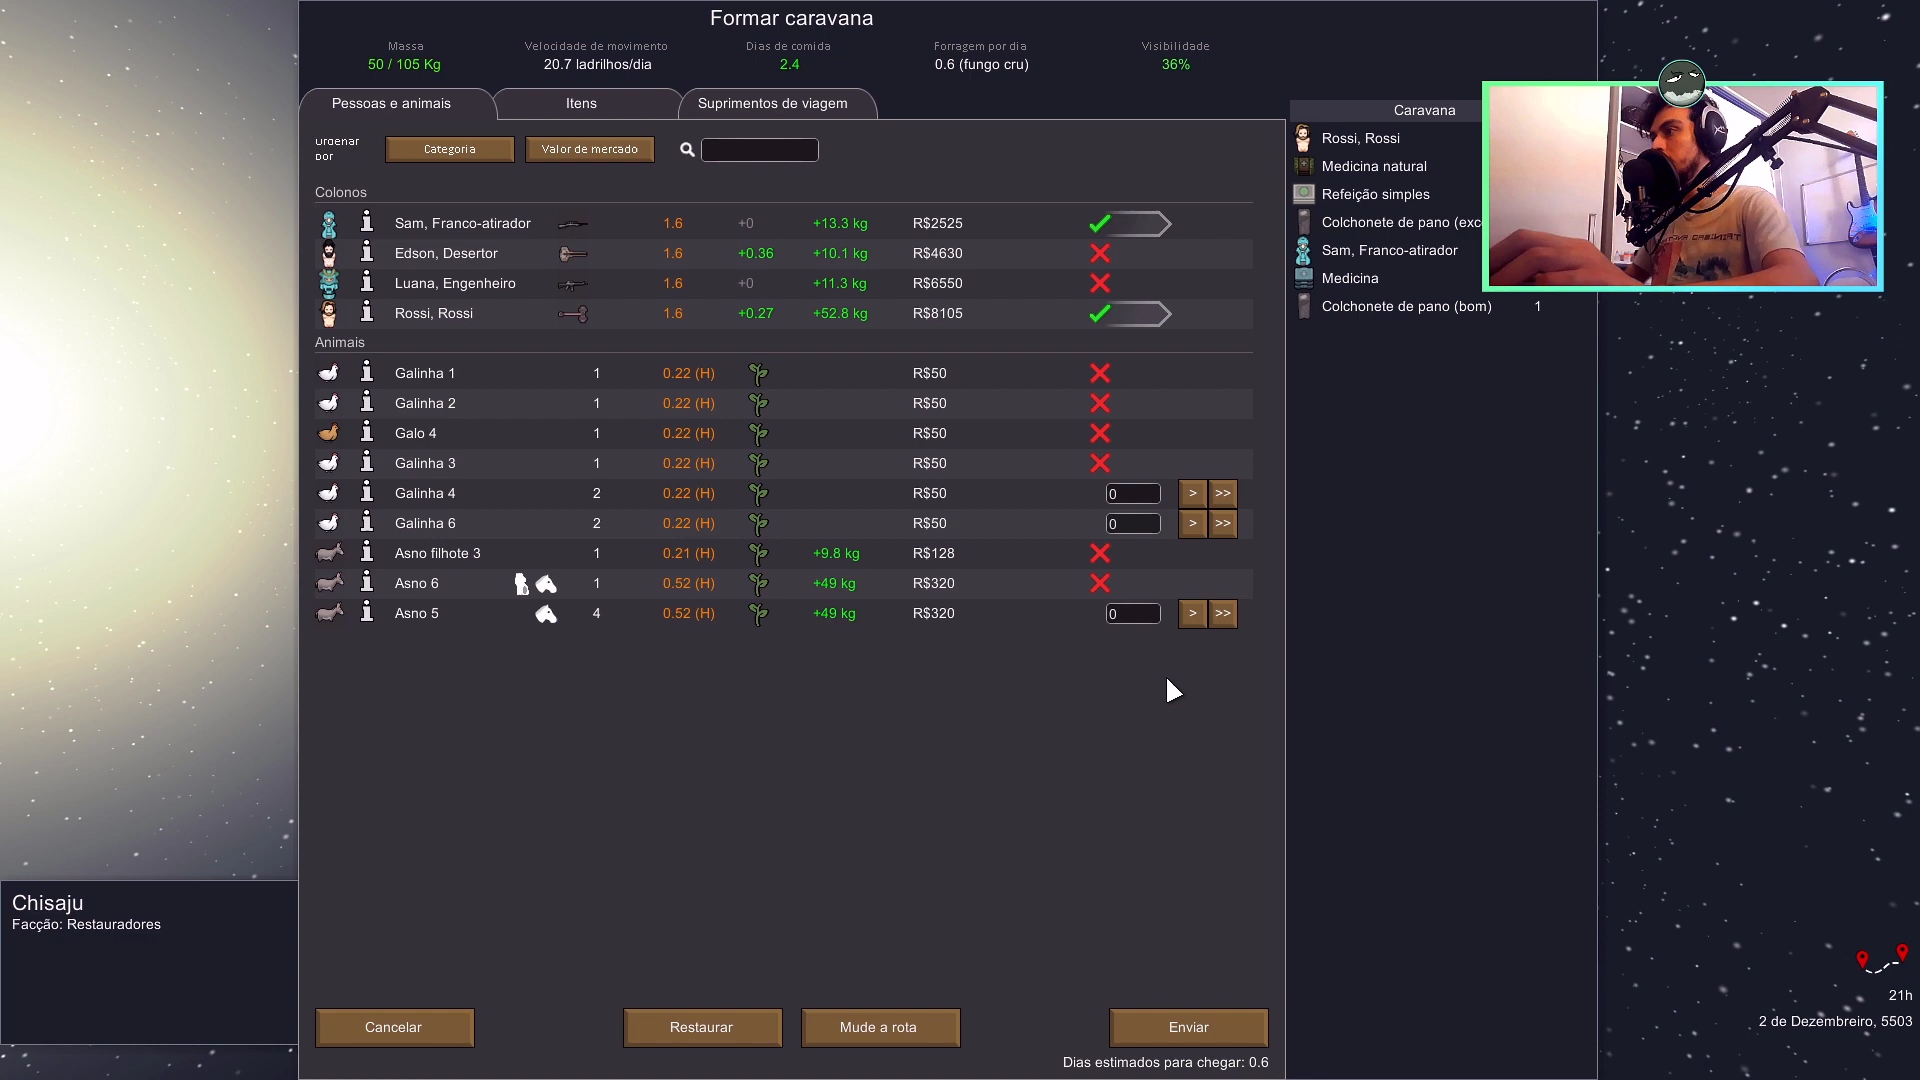 Formar caravana
Massa
50 / 105 Kg
Velocidade de movimento
20.7 ladrilhos/dia
Dias de comida
2.4
Forragem por dia
0.6 (fungo cru)
Visibilidade
36%
Pessoas e animais
Itens
Suprimentos de viagem
Ordenar por
Categoria
Valor de mercado
Colonos
Sam, Franco-atirador 1.6 +0 +13.3 kg R$2525
Edson, Desertor 1.6 +0.36 +10.1 kg R$4630
Luana, Engenheiro 1.6 +0 +11.3 kg R$6550
Rossi, Rossi 1.6 +0.27 +52.8 kg R$8105
Animais
Galinha 1 1 0.22 (H) R$50
Galinha 2 1 0.22 (H) R$50
Galo 4 1 0.22 (H) R$50
Galinha 3 1 0.22 (H) R$50
Galinha 4 2 0.22 (H) R$50 0 > >>
Galinha 6 2 0.22 (H) R$50 0 > >>
Asno filhote 3 1 0.21 (H) +9.8 kg R$128
Asno 6 1 0.52 (H) +49 kg R$320
Asno 5 4 0.52 (H) +49 kg R$320 0 > >>
Cancelar
Restaurar
Mude a rota
Enviar
Dias estimados para chegar: 0.6
Caravana
Rossi, Rossi
Medicina natural
Refeição simples
Colchonete de pano (exc
Sam, Franco-atirador
Medicina
Colchonete de pano (bom) 1
Chisaju
Facção: Restauradores
21h
2 de Dezembreiro, 5503